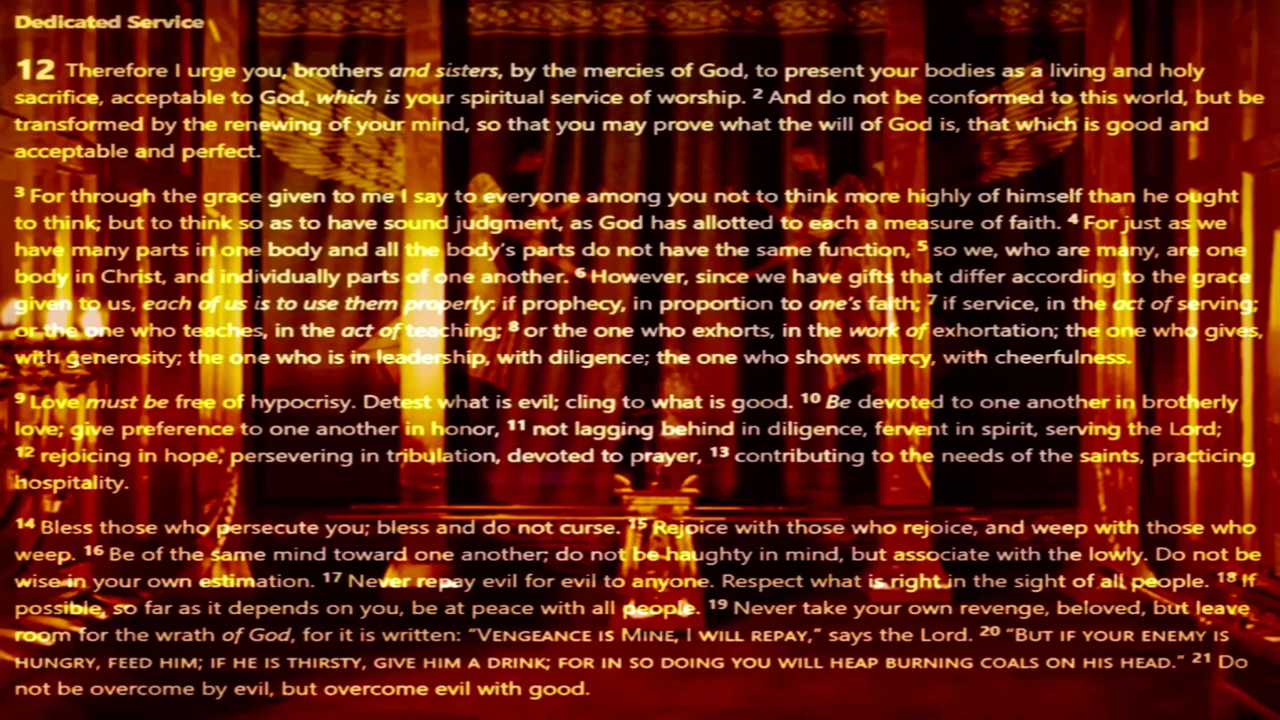 Dedicated Service
12 Therefore I urge you, brothers and sisters, by the mercies of God, to present your bodies as a living and holy
sacrifice, acceptable to God, which is your spiritual service of worship. 2 And do not be conformed to this world, but be
transformed by the renewing of your mind, so that you may prove what the will of God is, that which is good and
acceptable and perfect.
3 For through the grace given to me I say to everyone among you not to think more highly of himself than he ought
to think; but to think so as to have sound judgment, as God has allotted to each a measure of faith. 4 For just as we
have many parts in one body and all the body’s parts do not have the same function, 5 so we, who are many, are one
body in Christ, and individually parts of one another. 6 However, since we have gifts that differ according to the grace
given to us, each of us is to use them properly: if prophecy, in proportion to one’s faith; 7 if service, in the act of serving;
or the one who teaches, in the act of teaching; 8 or the one who exhorts, in the work of exhortation; the one who gives,
with generosity; the one who is in leadership, with diligence; the one who shows mercy, with cheerfulness.
9 Love must be free of hypocrisy. Detest what is evil; cling to what is good. 10 Be devoted to one another in brotherly
love; give preference to one another in honor, 11 not lagging behind in diligence, fervent in spirit, serving the Lord;
12 rejoicing in hope, persevering in tribulation, devoted to prayer, 13 contributing to the needs of the saints, practicing
hospitality.
14 Bless those who persecute you; bless and do not curse. 15 Rejoice with those who rejoice, and weep with those who
weep. 16 Be of the same mind toward one another; do not be haughty in mind, but associate with the lowly. Do not be
wise in your own estimation. 17 Never repay evil for evil to anyone. Respect what is right in the sight of all people. 18 If
possible, so far as it depends on you, be at peace with all people. 19 Never take your own revenge, beloved, but leave
room for the wrath of God, for it is written: “VENGEANCE IS MINE, I WILL REPAY,” says the Lord. 20 “BUT IF YOUR ENEMY IS
HUNGRY, FEED HIM; IF HE IS THIRSTY, GIVE HIM A DRINK; FOR IN SO DOING YOU WILL HEAP BURNING COALS ON HIS HEAD.” 21 Do
not be overcome by evil, but overcome evil with good.